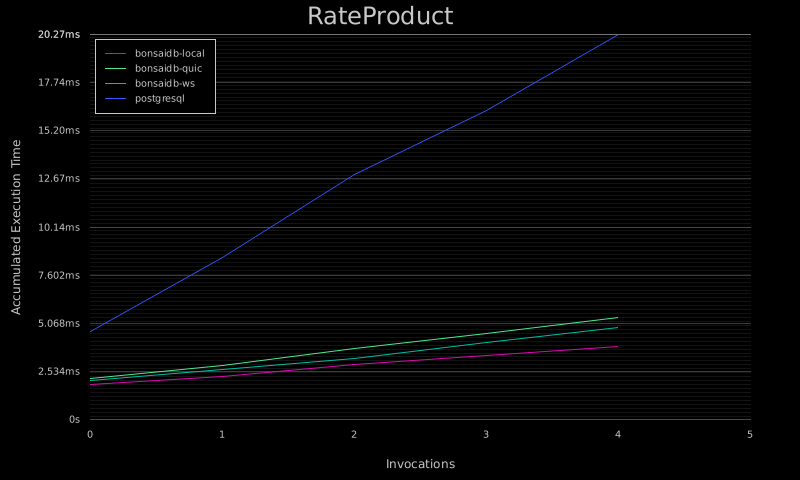 RateProduct
20.27ms
17.74ms
15.20ms
12.67ms
10.14ms
7.602ms
5.068ms
2.534ms
0s
bonsaidb-local
bonsaidb-quic
bonsaidb-ws
postgresql
Accumulated Execution Time
0 1 2 3 4 5
Invocations